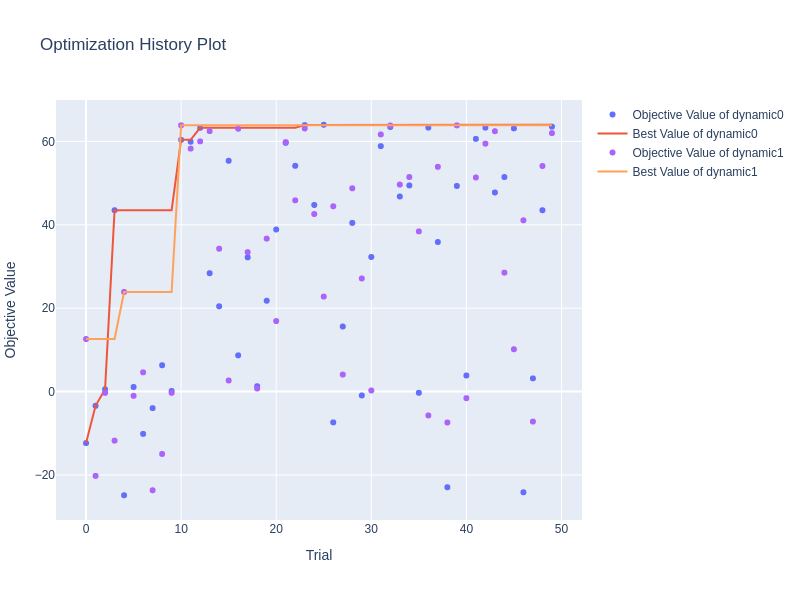 Optimization History Plot
Objective Value of dynamic0
Best Value of dynamic0
Objective Value of dynamic1
Best Value of dynamic1
60
40
20
0
−20
Objective Value
0
10
20
30
40
50
Trial